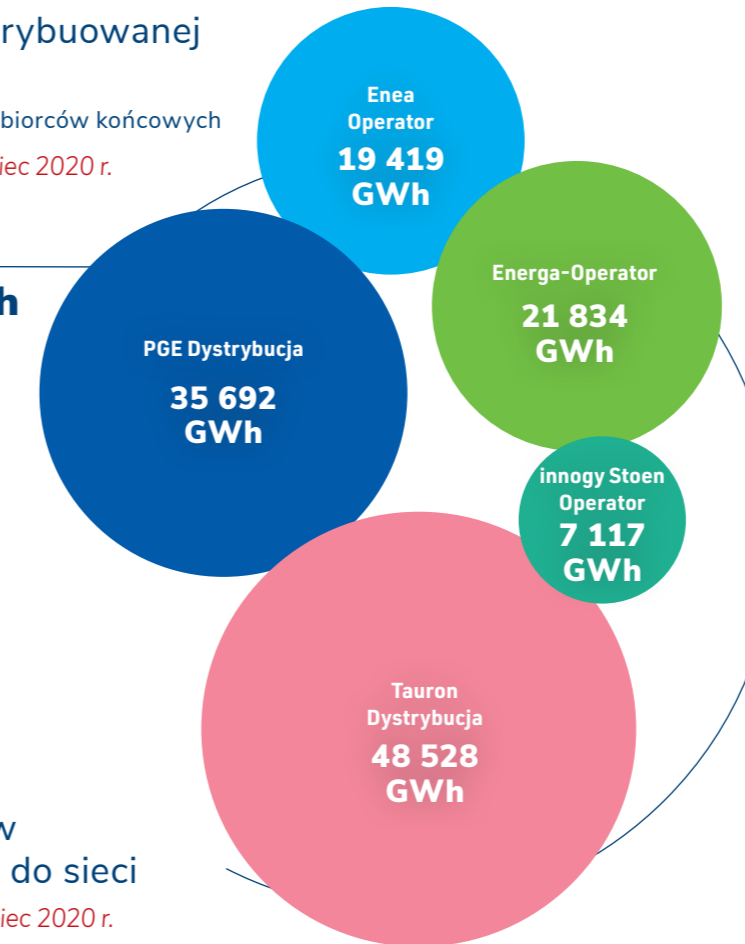 rybuowanej
biorców końcowych
iec 2020 r.
h
Enea
Operator
19 419
GWh
Energa-Operator
21 834
GWh
PGE Dystrybucja
35 692
GWh
innogy Stoen
Operator
7 117
GWh
Tauron
Dystrybucja
48 528
GWh
w
do sieci
iec 2020 r.